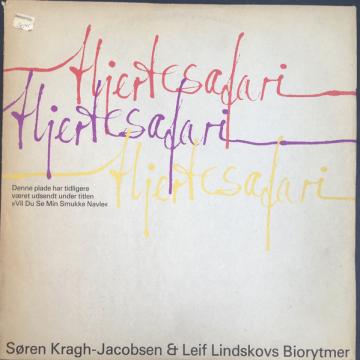 Hjertesafari
Hjertesafari
Hjertesafari
Denne plade har tidligere
været udsendt under titlen
»Vil Du Se Min Smukke Navle«
Søren Kragh-Jacobsen & Leif Lindskovs Biorytmer